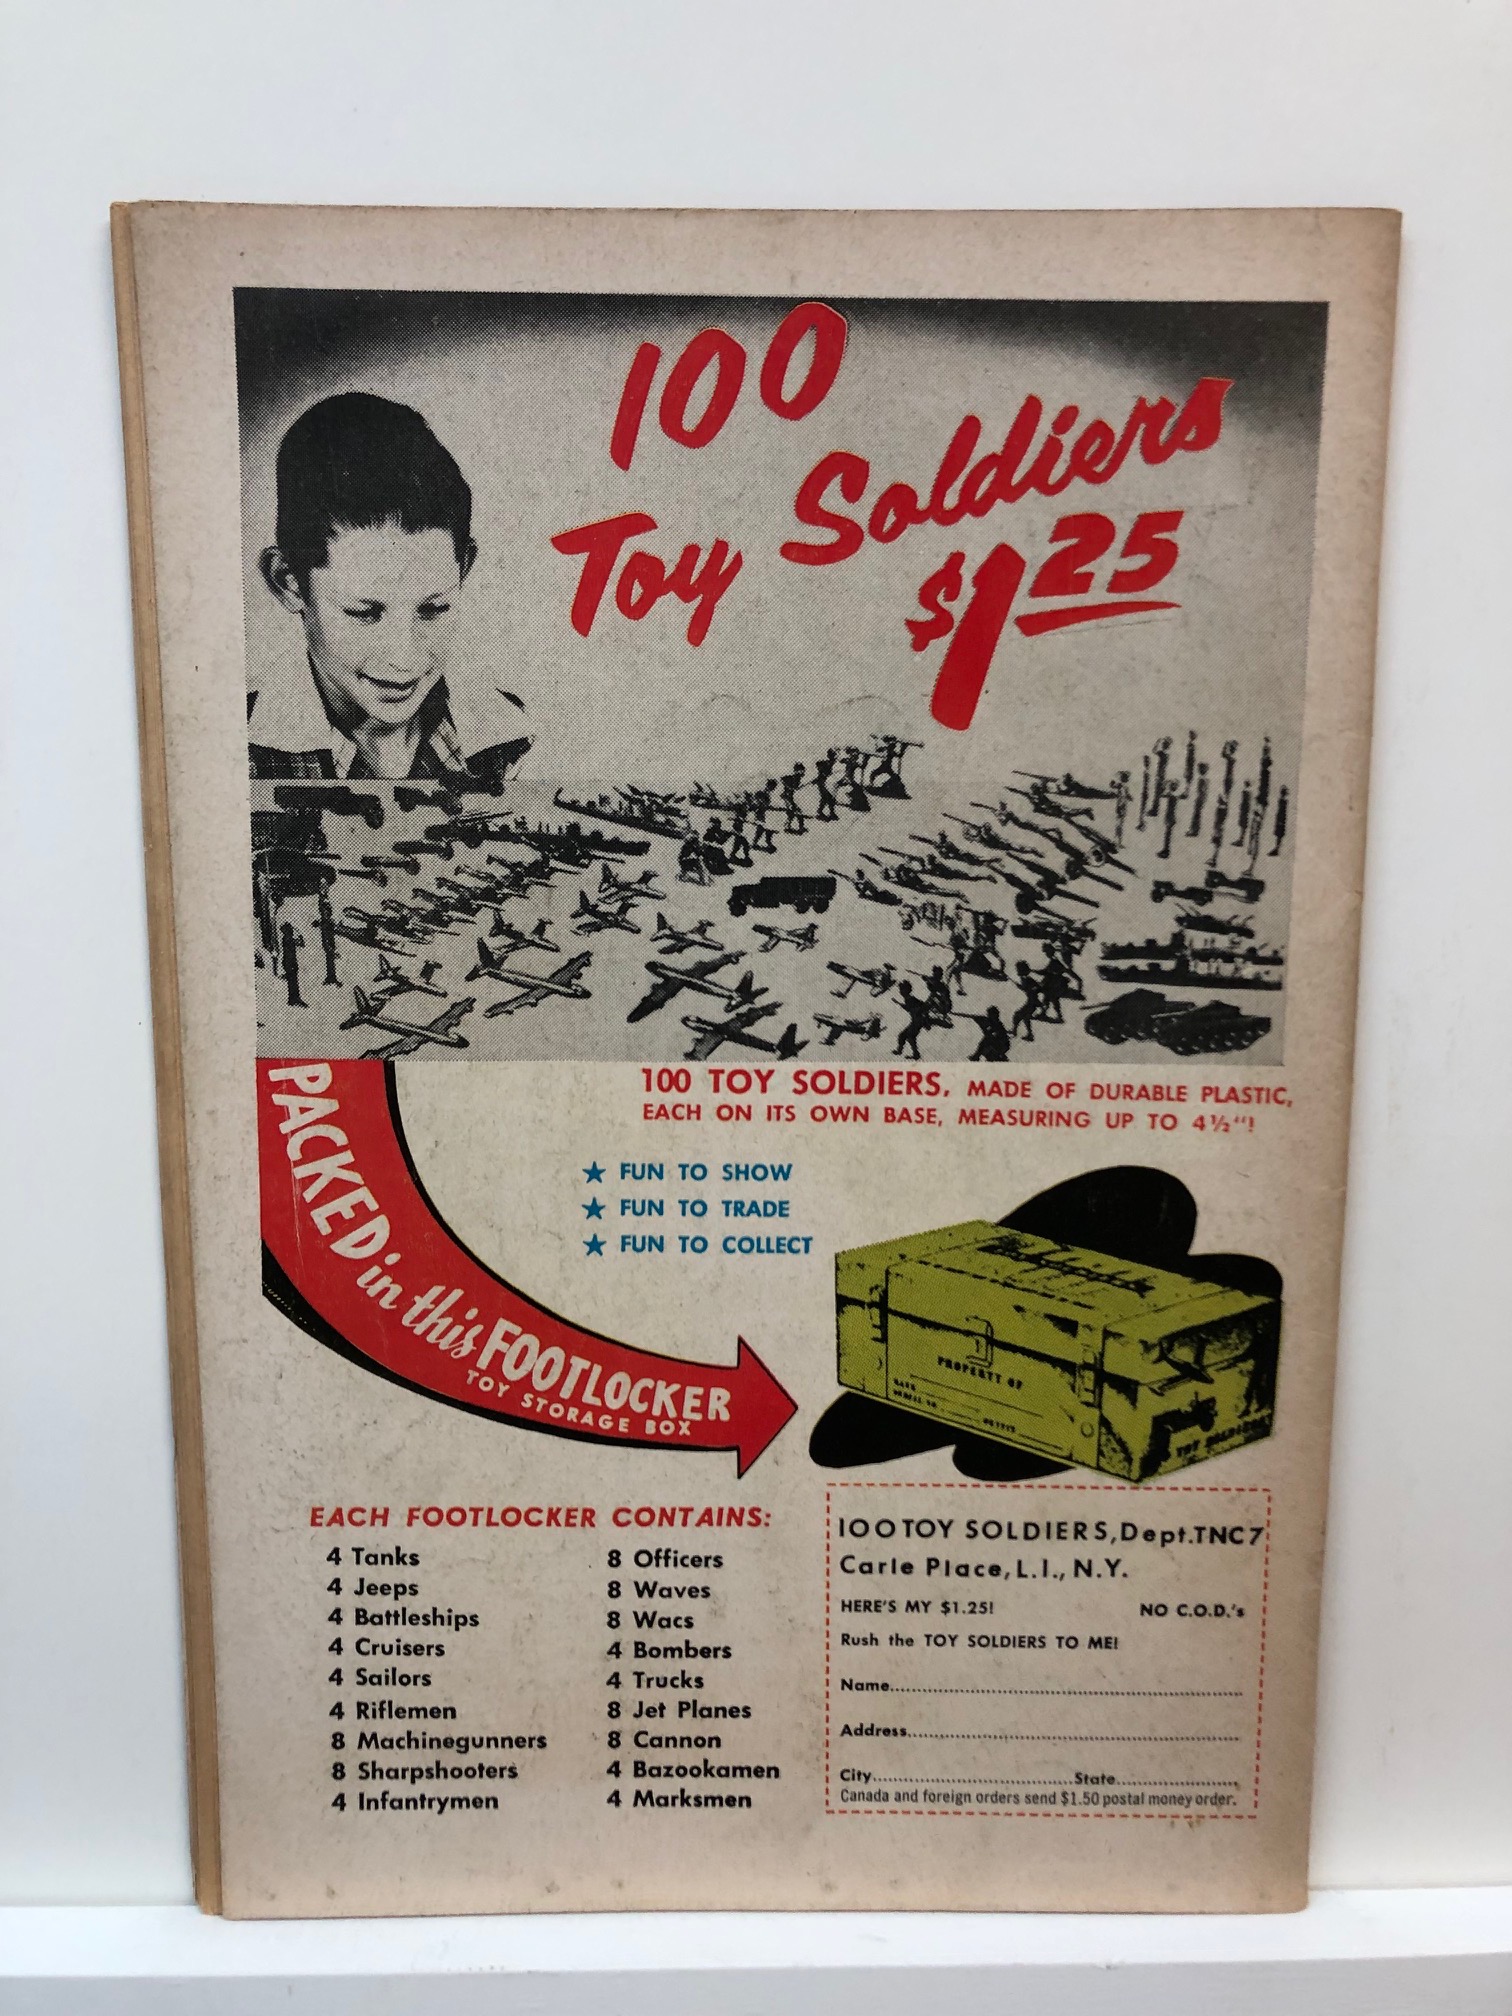 100
Toy Soldiers
$1.25
100 TOY SOLDIERS, MADE OF DURABLE PLASTIC,
EACH ON ITS OWN BASE, MEASURING UP TO 4½"!
★ FUN TO SHOW
★ FUN TO TRADE
★ FUN TO COLLECT
PACKED in this FOOTLOCKER
TOY STORAGE BOX
PROPERTY OF
TOY SOLDIERS
EACH FOOTLOCKER CONTAINS:
4 Tanks
4 Jeeps
4 Battleships
4 Cruisers
4 Sailors
4 Riflemen
8 Machinegunners
8 Sharpshooters
4 Infantrymen
8 Officers
8 Waves
8 Wacs
4 Bombers
4 Trucks
8 Jet Planes
8 Cannon
4 Bazookamen
4 Marksmen
100 TOY SOLDIERS, Dept. TNC 7
Carle Place, L.I., N.Y.
HERE'S MY $1.25! NO C.O.D.'s
Rush the TOY SOLDIERS TO ME!
Name
Address
City State
Canada and foreign orders send $1.50 postal money order.